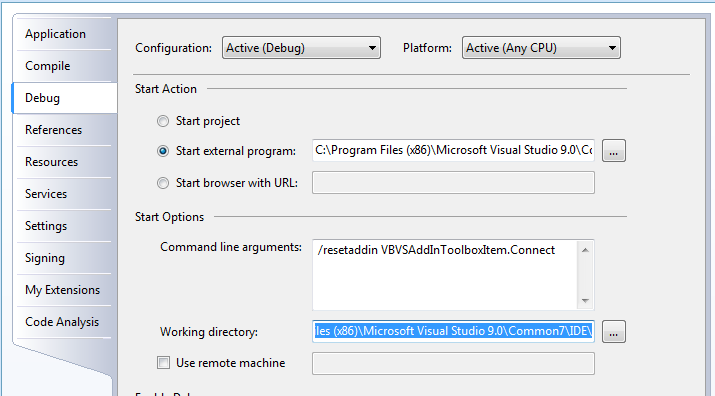 Application
Compile
Debug
References
Resources
Services
Settings
Signing
My Extensions
Code Analysis
Configuration: Active (Debug) Platform: Active (Any CPU)
Start Action
Start project
Start external program: C:\Program Files (x86)\Microsoft Visual Studio 9.0\Co ...
Start browser with URL:
Start Options
Command line arguments: /resetaddin VBVSAddInToolboxItem.Connect
Working directory: les (x86)\Microsoft Visual Studio 9.0\Common7\IDE\ ...
Use remote machine